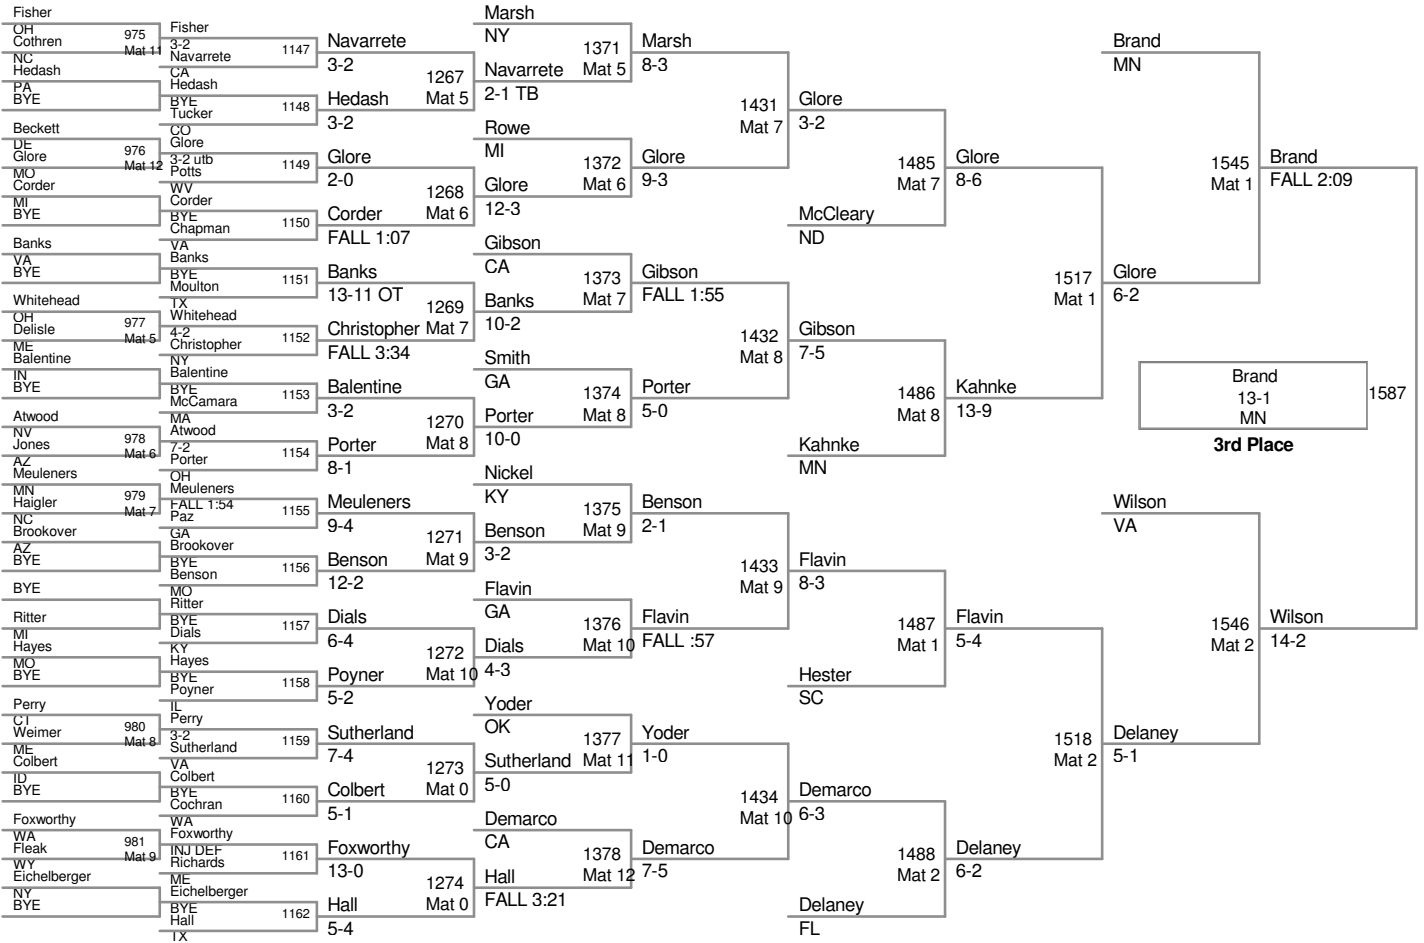 Fisher
OH
Cothren
975
Mat 11
NC
Hedash
PA
BYE
Beckett
DE
Glore
976
Mat 12
MO
Corder
MI
BYE
Banks
VA
BYE
Whitehead
OH
Delisle
977
Mat 5
ME
Balentine
IN
BYE
Atwood
NV
Jones
978
Mat 6
AZ
Meuleners
MN
Haigler
979
Mat 7
NC
Brookover
AZ
BYE
BYE
Ritter
MI
Hayes
MO
BYE
Perry
CT
Weimer
980
Mat 8
ME
Colbert
ID
BYE
Foxworthy
WA
Fleak
981
Mat 9
WY
Eichelberger
NY
BYE
Fisher
3-2
Navarrete
1147
CA
Hedash
BYE
Tucker
1148
CO
Glore
3-2 utb
Potts
1149
WV
Corder
BYE
Chapman
1150
VA
Banks
BYE
Moulton
1151
TX
Whitehead
4-2
Christopher
1152
NY
Balentine
BYE
McCamara
1153
MA
Atwood
7-2
Porter
1154
OH
Meuleners
FALL 1:54
Paz
1155
GA
Brookover
BYE
Benson
1156
MO
Ritter
BYE
Dials
1157
KY
Hayes
BYE
Poyner
1158
IL
Perry
3-2
Sutherland
1159
VA
Colbert
BYE
Cochran
1160
WA
Foxworthy
INJ DEF
Richards
1161
ME
Eichelberger
BYE
Hall
1162
TX
Navarrete
3-2
1267
Mat 5
Hedash
3-2
Glore
2-0
1268
Mat 6
Corder
FALL 1:07
Banks
13-11 OT
1269
Mat 7
Christopher
FALL 3:34
Balentine
3-2
1270
Mat 8
Porter
8-1
Meuleners
9-4
1271
Mat 9
Benson
12-2
Dials
6-4
1272
Mat 10
Poyner
5-2
Sutherland
7-4
1273
Mat 0
Colbert
5-1
Foxworthy
13-0
1274
Mat 0
Hall
5-4
Marsh
NY
1371
Mat 5
Navarrete
2-1 TB
Rowe
MI
1372
Mat 6
Glore
12-3
Gibson
CA
1373
Mat 7
Banks
10-2
Smith
GA
1374
Mat 8
Porter
10-0
Nickel
KY
1375
Mat 9
Benson
3-2
Flavin
GA
1376
Mat 10
Dials
4-3
Yoder
OK
1377
Mat 11
Sutherland
5-0
Demarco
CA
1378
Mat 12
Hall
FALL 3:21
Marsh
8-3
1431
Mat 7
Glore
9-3
Gibson
FALL 1:55
1432
Mat 8
Porter
5-0
Benson
2-1
1433
Mat 9
Flavin
FALL :57
Yoder
1-0
1434
Mat 10
Demarco
7-5
Glore
3-2
1485
Mat 7
McCleary
ND
Gibson
7-5
1486
Mat 8
Kahnke
MN
Flavin
8-3
1487
Mat 1
Hester
SC
Demarco
6-3
1488
Mat 2
Delaney
FL
Glore
8-6
1517
Mat 1
Kahnke
13-9
Flavin
5-4
1518
Mat 2
Delaney
6-2
Brand
MN
1545
Mat 1
Glore
6-2
Wilson
VA
1546
Mat 2
Delaney
5-1
Brand
FALL 2:09
Wilson
14-2
Brand
13-1
MN
1587
3rd Place